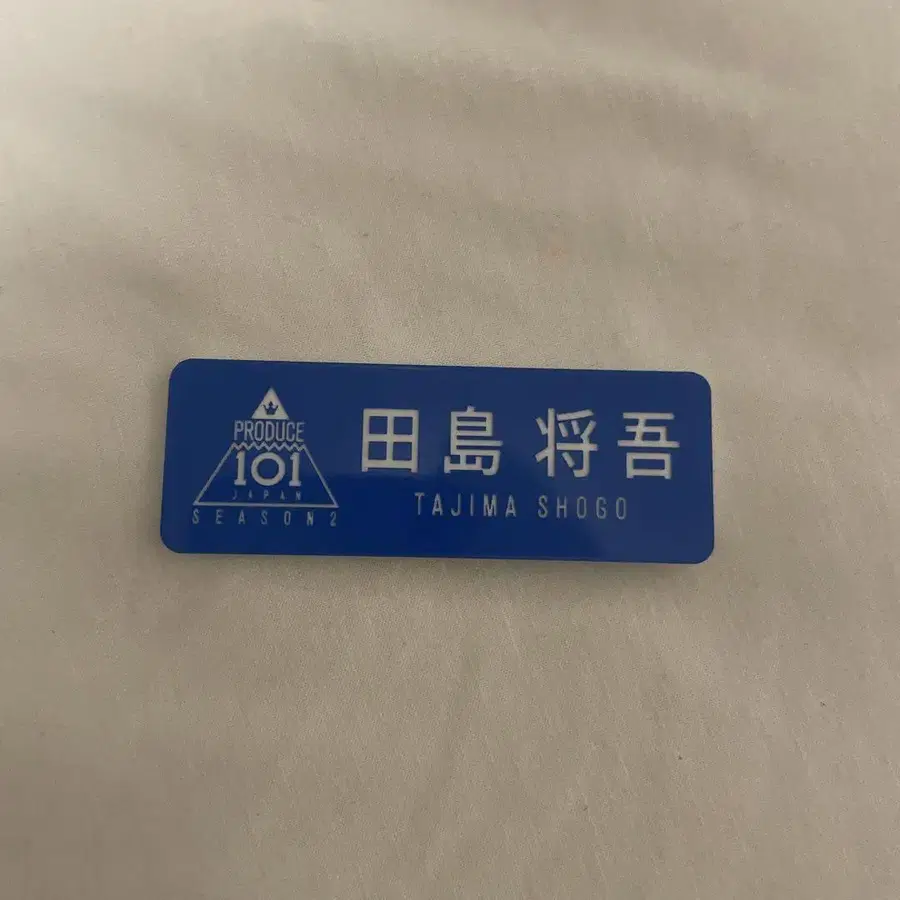 PRODUCE
101
JAPAN
SEASON2
田島 将吾
TAJIMA SHOGO